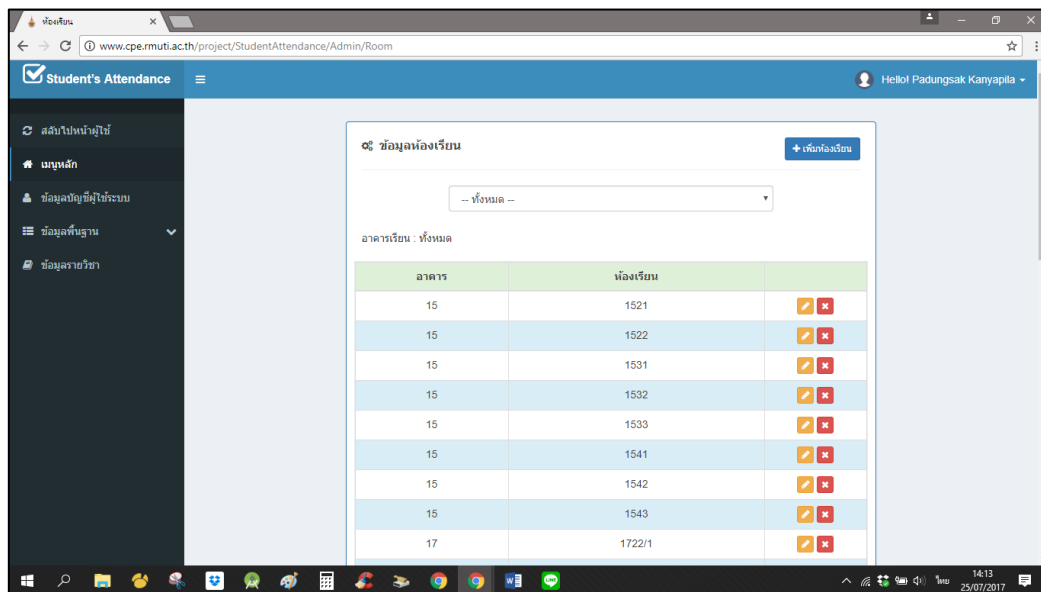 ห้องเรียน
www.cpe.rmuti.ac.th/project/StudentAttendance/Admin/Room
Student's Attendance
Hello! Padungsak Kanyapila
สลับไปหน้าผู้ใช้
เมนูหลัก
ข้อมูลบัญชีผู้ใช้ระบบ
ข้อมูลพื้นฐาน
ข้อมูลรายวิชา
ข้อมูลห้องเรียน
+ เพิ่มห้องเรียน
-- ทั้งหมด --
อาคารเรียน : ทั้งหมด
อาคาร ห้องเรียน
15 1521
15 1522
15 1531
15 1532
15 1533
15 1541
15 1542
15 1543
17 1722/1
ไทย
14:13
25/07/2017